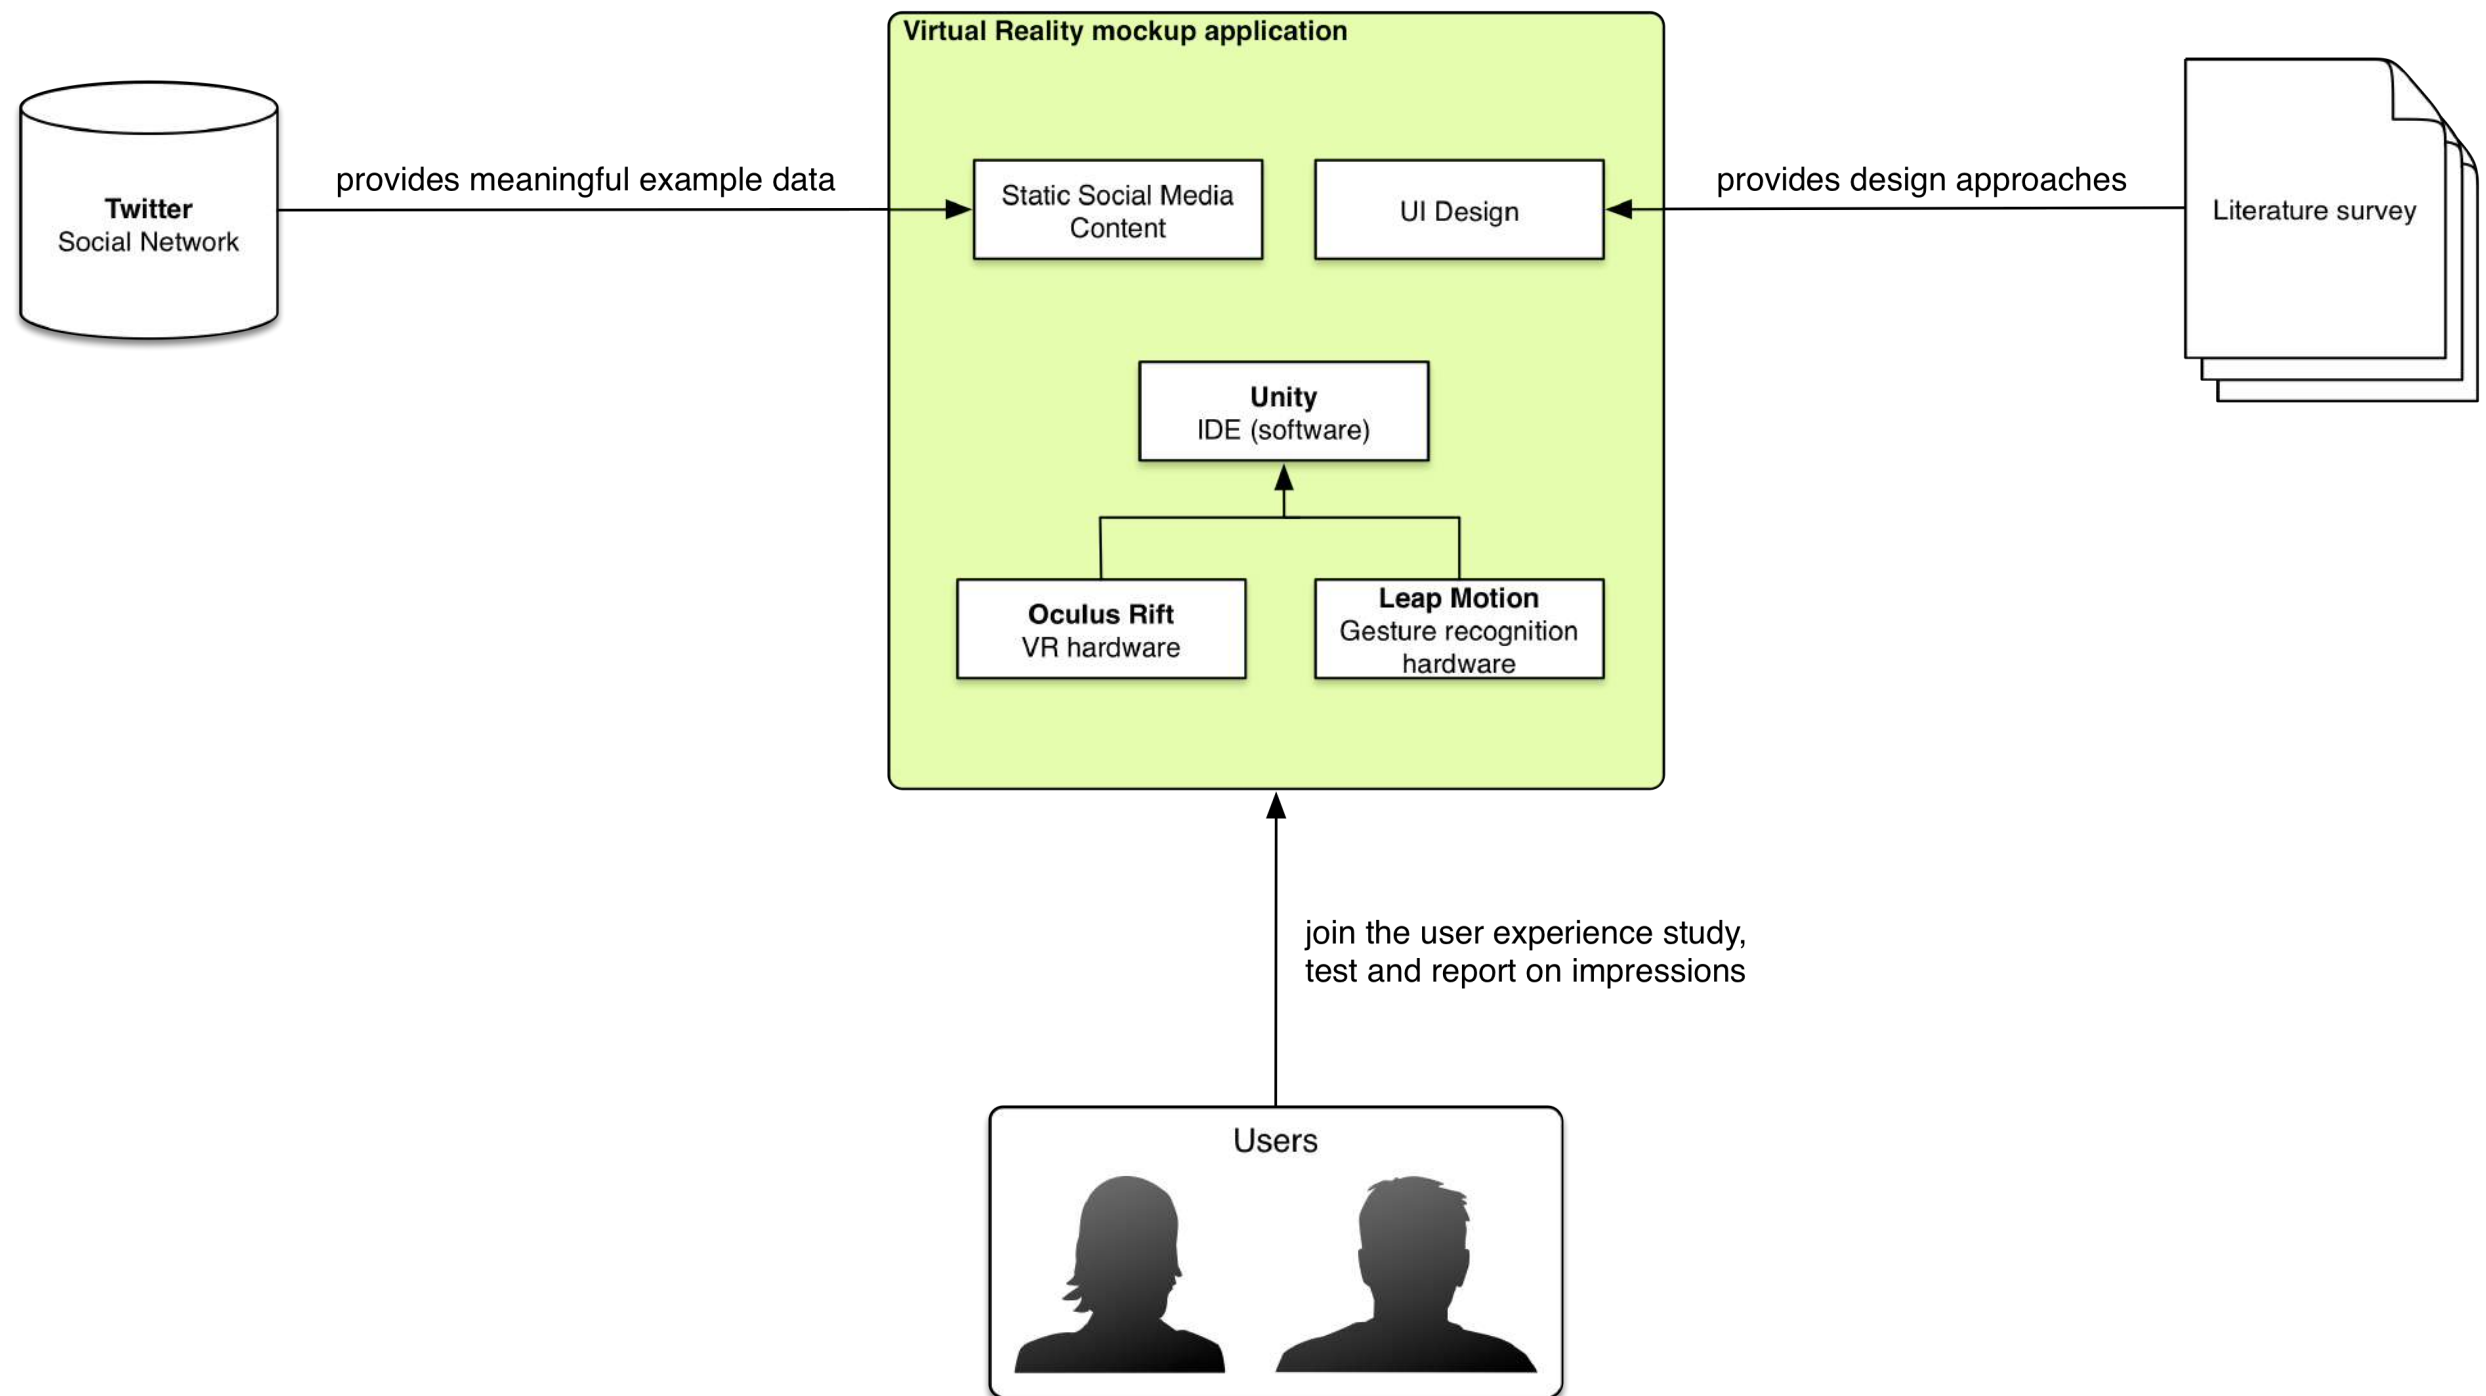 Virtual Reality mockup application
Twitter
Social Network
provides meaningful example data
Static Social Media
Content
UI Design
provides design approaches
Literature survey
Unity
IDE (software)
Oculus Rift
VR hardware
Leap Motion
Gesture recognition
hardware
join the user experience study,
test and report on impressions
Users